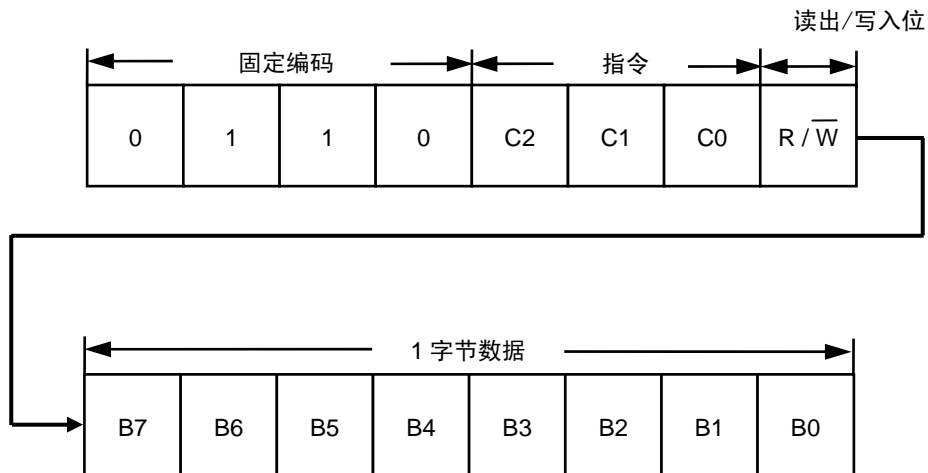 读出/写入位
固定编码 指令
0 1 1 0 C2 C1 C0 R / W̅
1 字节数据
B7 B6 B5 B4 B3 B2 B1 B0